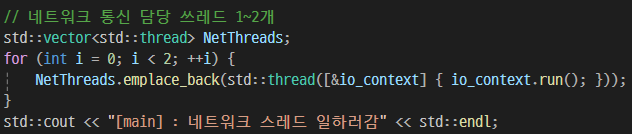 // 네트워크 통신 담당 쓰레드 1~2개
std::vector<std::thread> NetThreads;
for (int i = 0; i < 2; ++i) {
    NetThreads.emplace_back(std::thread([&io_context] { io_context.run(); }));
}
std::cout << "[main] : 네트워크 스레드 일하러감" << std::endl;